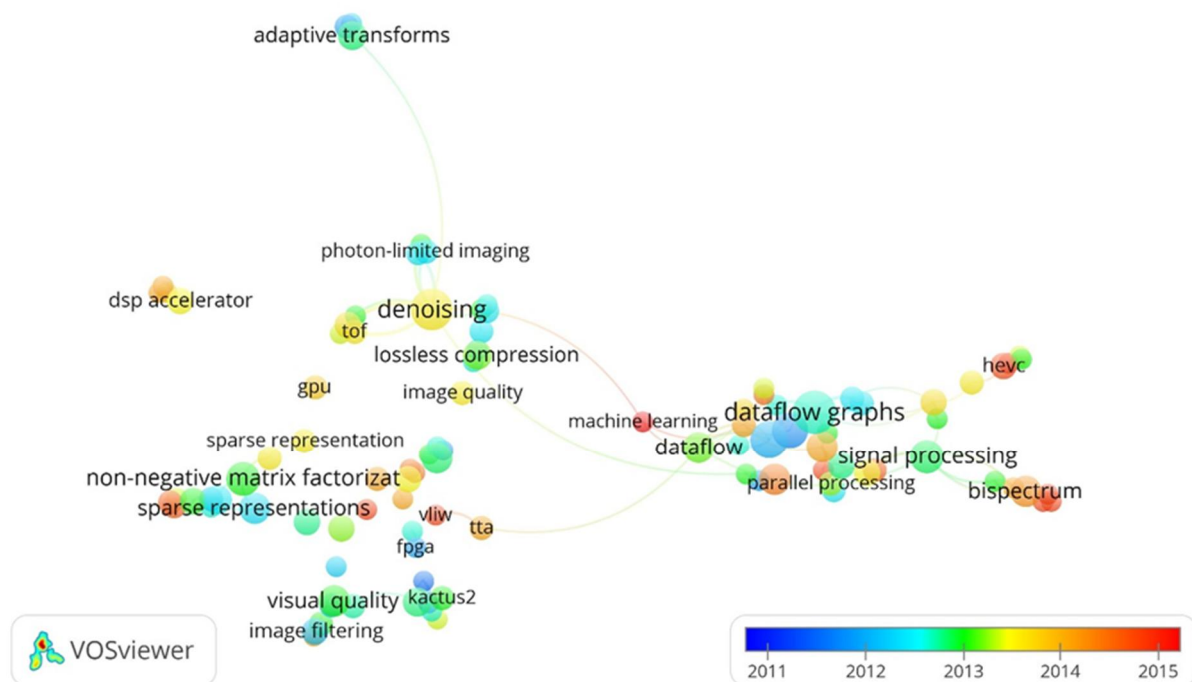 adaptive transforms
photon-limited imaging
dsp accelerator
denoising
tof
lossless compression
hevc
gpu
image quality
dataflow graphs
machine learning
sparse representation
dataflow
signal processing
non-negative matrix factorizat
parallel processing
bispectrum
sparse representations
vliw
tta
fpga
visual quality
kactus2
image filtering
VOSviewer
2011 2012 2013 2014 2015